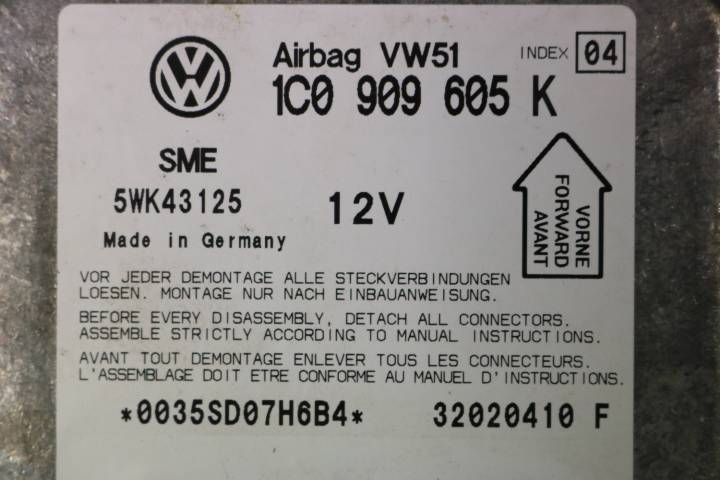 Airbag VW51 INDEX 04
1C0 909 605 K
SME
5WK43125 12V
Made in Germany
VORNE
FORWARD
AVANT
VOR JEDER DEMONTAGE ALLE STECKVERBINDUNGEN
LOESEN. MONTAGE NUR NACH EINBAUANWEISUNG.
BEFORE EVERY DISASSEMBLY, DETACH ALL CONNECTORS.
ASSEMBLE STRICTLY ACCORDING TO MANUAL INSTRUCTIONS.
AVANT TOUT DEMONTAGE ENLEVER TOUS LES CONNECTEURS.
L'ASSEMBLAGE DOIT ETRE CONFORME AU MANUEL D'INSTRUCTIONS.
*0035SD07H6B4* 32020410 F